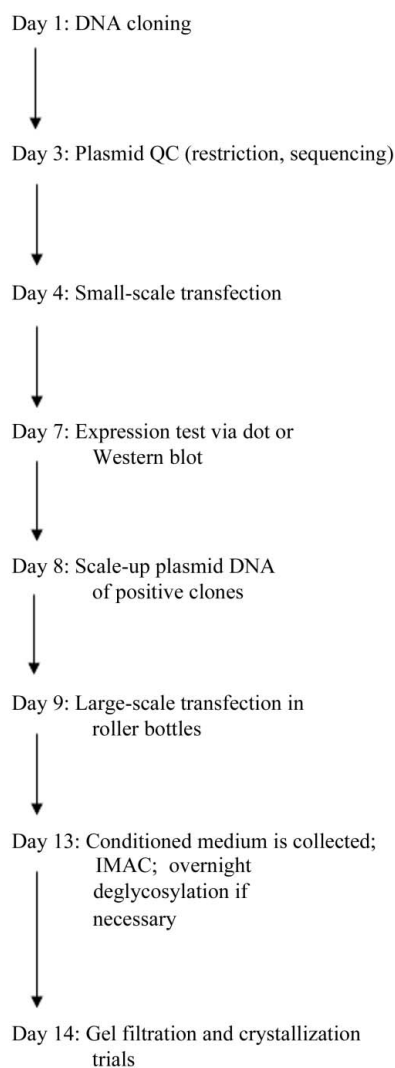 Day 1: DNA cloning
Day 3: Plasmid QC (restriction, sequencing)
Day 4: Small-scale transfection
Day 7: Expression test via dot or
Western blot
Day 8: Scale-up plasmid DNA
of positive clones
Day 9: Large-scale transfection in
roller bottles
Day 13: Conditioned medium is collected;
IMAC; overnight
deglycosylation if
necessary
Day 14: Gel filtration and crystallization
trials